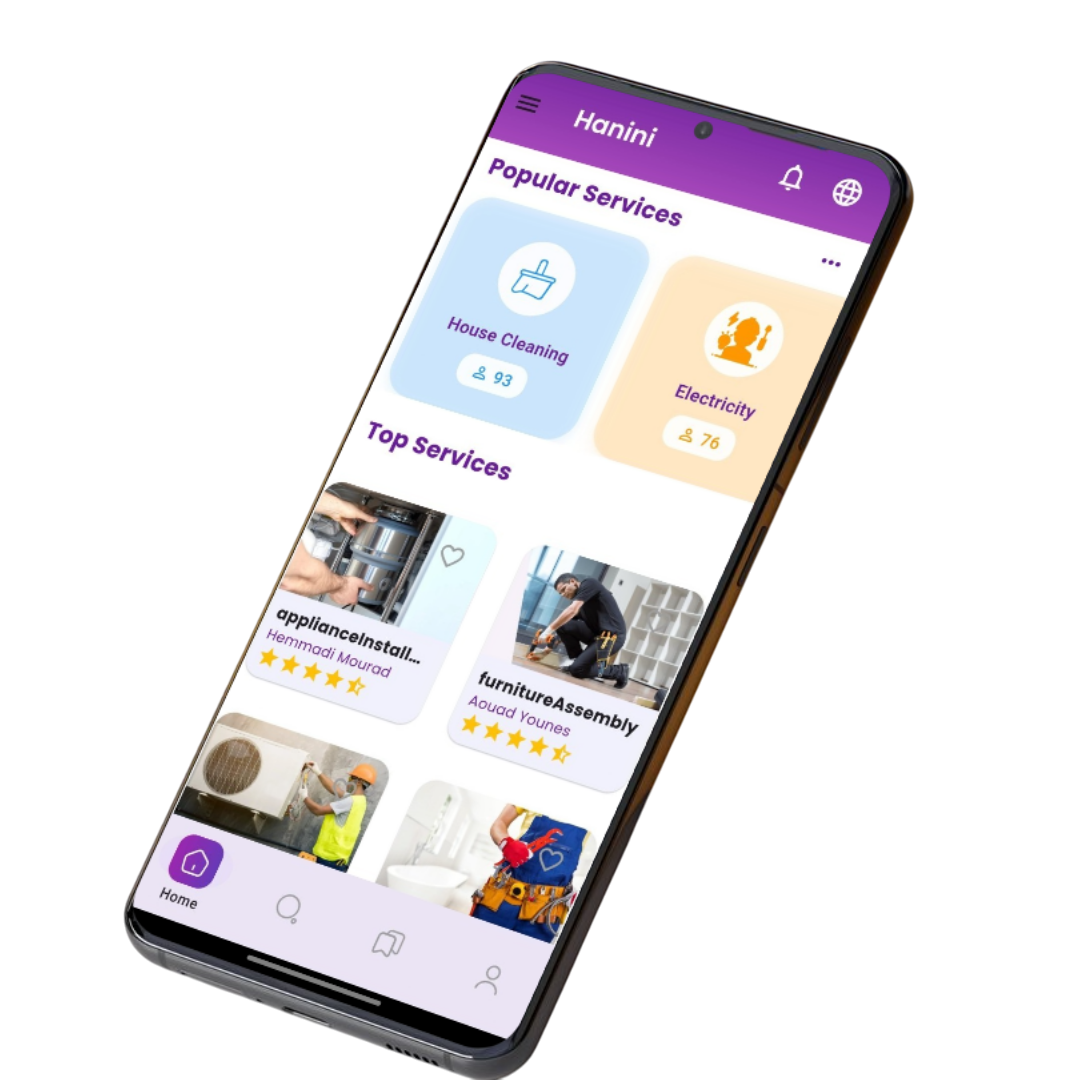 Hanini
Popular Services
House Cleaning
93
Electricity
76
Top Services
applianceInstall...
Hemmadi Mourad
furnitureAssembly
Aouad Younes
Home